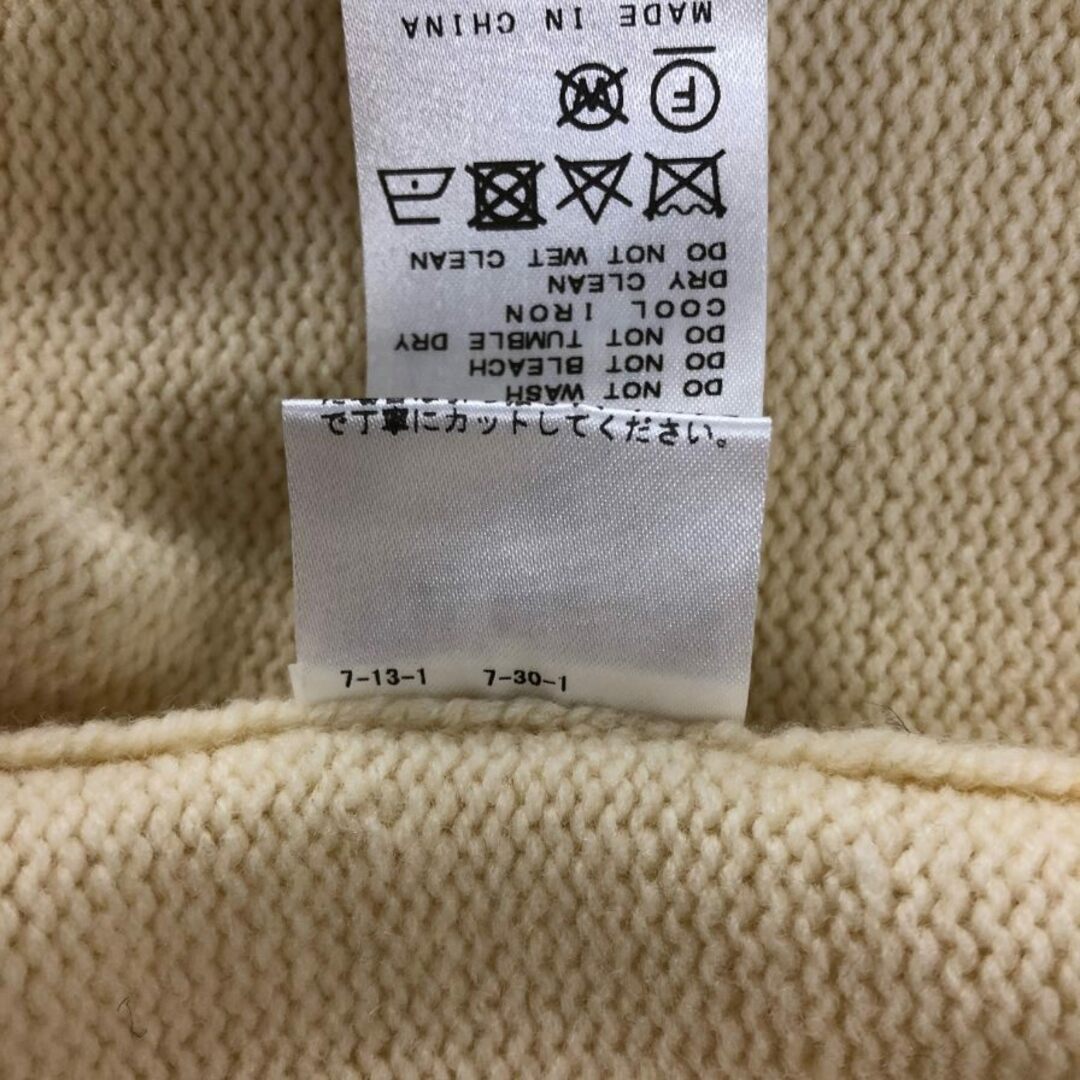 DO NOT WASH
DO NOT BLEACH
DO NOT TUMBLE DRY
COOL IRON
DRY CLEAN
DO NOT WET CLEAN
F W
MADE IN CHINA
で丁寧にカットしてください。
7-13-1 7-30-1